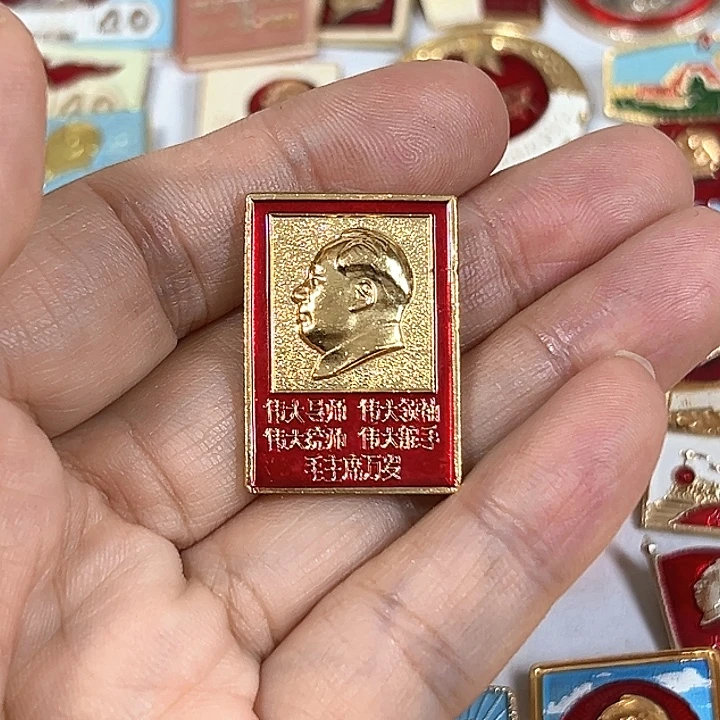 伟大导师 伟大领袖
伟大统帅 伟大舵手
毛主席万岁